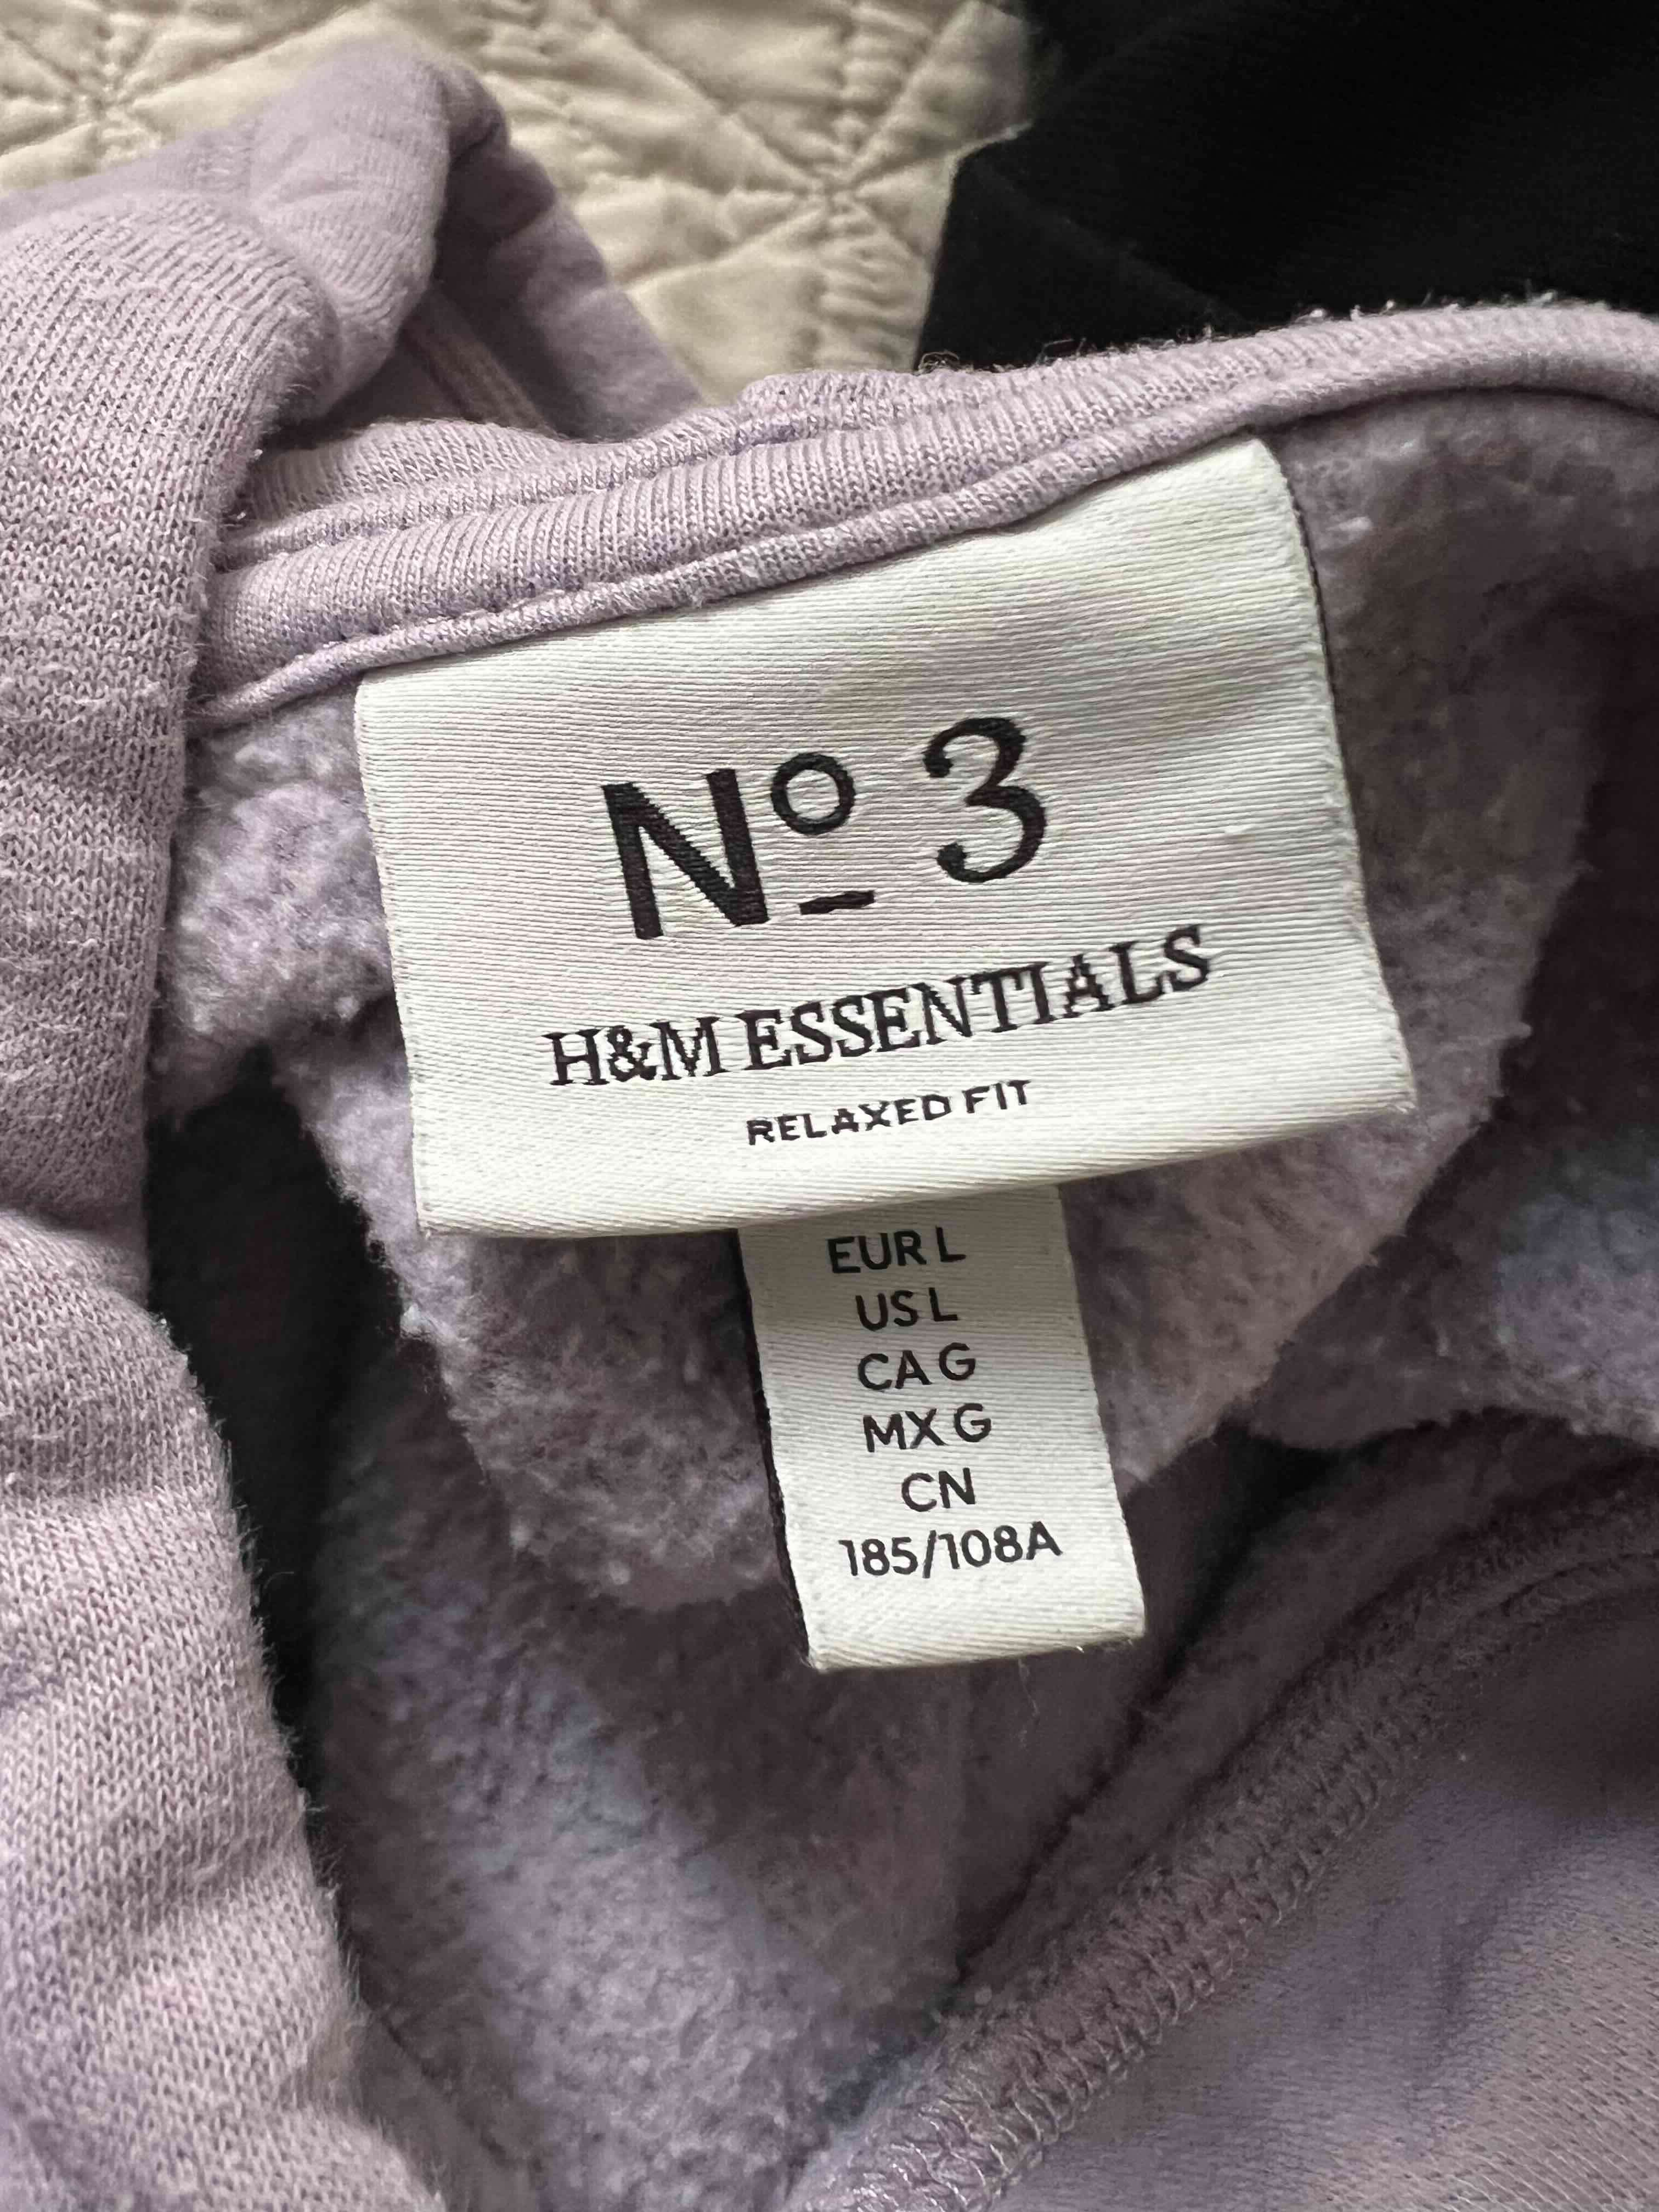 Nº 3
H&M ESSENTIALS
RELAXED FIT
EUR L
US L
CA G
MX G
CN
185/108A